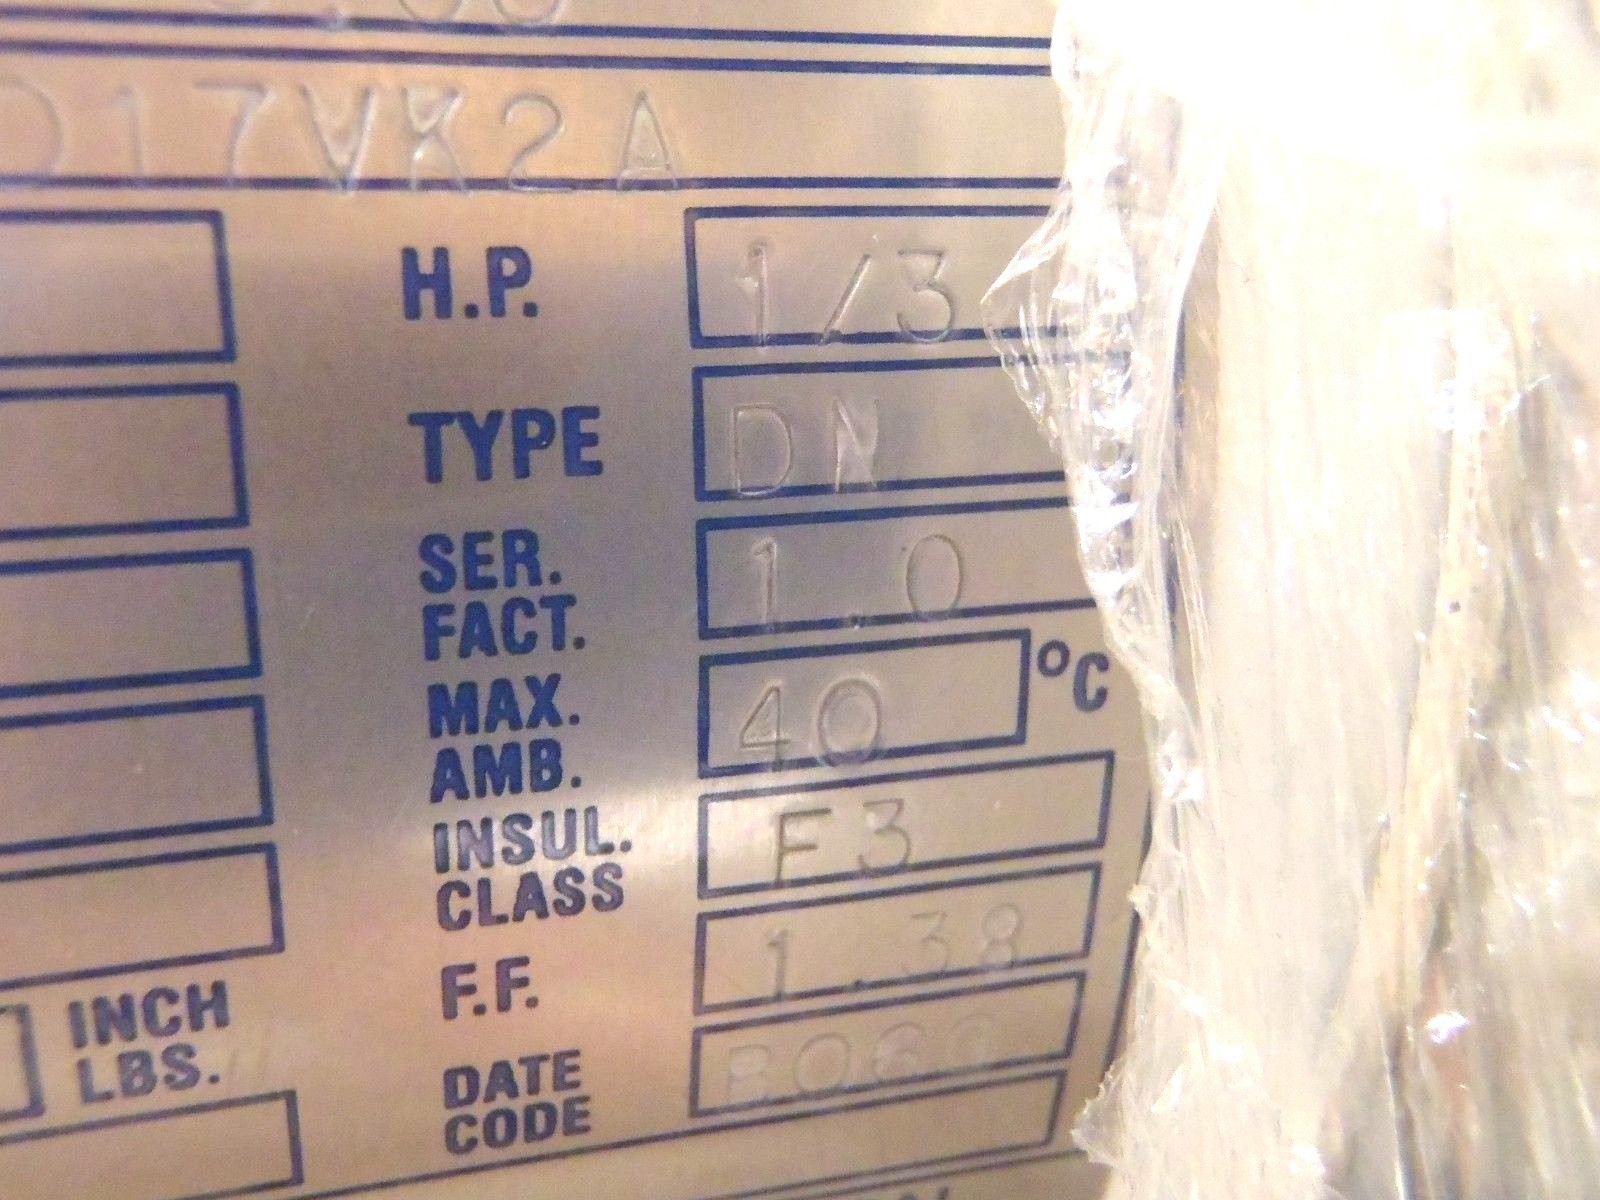 17VK2A
H.P. 1/3
TYPE DN
SER.
FACT. 1.0
MAX.
AMB. 40 °C
INSUL.
CLASS F3
F.F. 1.38
INCH
LBS.
DATE
CODE